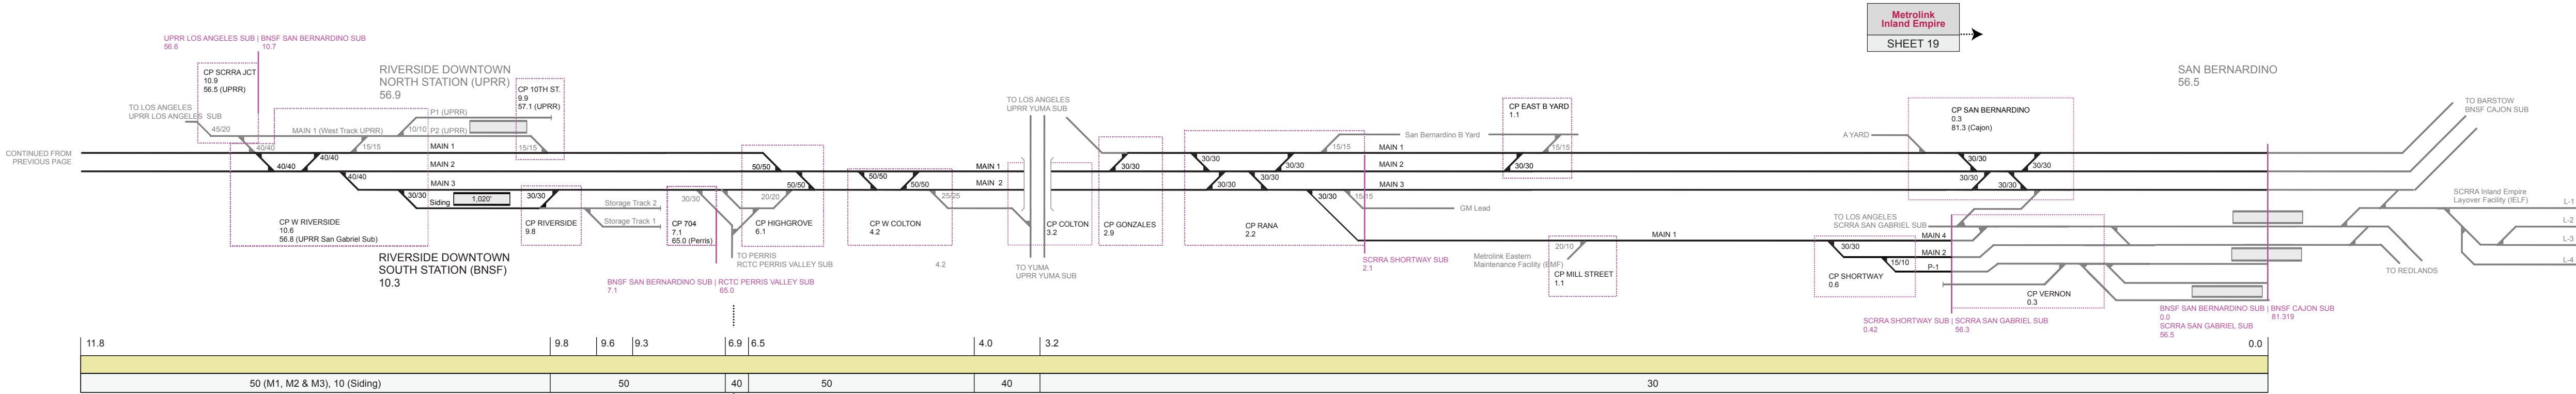 Metrolink
Inland Empire
SHEET 19
UPRR LOS ANGELES SUB | BNSF SAN BERNARDINO SUB
56.6 10.7
CP SCRRA JCT
10.9
56.5 (UPRR)
RIVERSIDE DOWNTOWN
NORTH STATION (UPRR)
56.9
CP 10TH ST.
9.9
57.1 (UPRR)
TO LOS ANGELES
UPRR LOS ANGELES SUB
45/20
MAIN 1 (West Track UPRR)
10/10
P1 (UPRR)
P2 (UPRR)
40/40
15/15
15/15
CONTINUED FROM
PREVIOUS PAGE
MAIN 1
MAIN 2
MAIN 3
40/40
40/40
40/40
30/30
Siding
1,020'
30/30
Storage Track 2
Storage Track 1
CP W RIVERSIDE
10.6
56.8 (UPRR San Gabriel Sub)
CP RIVERSIDE
9.8
RIVERSIDE DOWNTOWN
SOUTH STATION (BNSF)
10.3
30/30
CP 704
7.1
65.0 (Perris)
50/50
50/50
20/20
CP HIGHGROVE
6.1
TO PERRIS
RCTC PERRIS VALLEY SUB
BNSF SAN BERNARDINO SUB | RCTC PERRIS VALLEY SUB
7.1 65.0
50/50
50/50
25/25
CP W COLTON
4.2
4.2
MAIN 1
MAIN 2
TO LOS ANGELES
UPRR YUMA SUB
CP COLTON
3.2
TO YUMA
UPRR YUMA SUB
30/30
CP GONZALES
2.9
30/30
30/30
30/30
30/30
30/30
CP RANA
2.2
15/15
San Bernardino B Yard
MAIN 1
MAIN 2
MAIN 3
15/15
GM Lead
SCRRA SHORTWAY SUB
2.1
CP EAST B YARD
1.1
15/15
30/30
MAIN 1
Metrolink Eastern
Maintenance Facility (EMF)
20/10
CP MILL STREET
1.1
SAN BERNARDINO
56.5
CP SAN BERNARDINO
0.3
81.3 (Cajon)
A YARD
30/30
30/30
30/30
30/30
TO LOS ANGELES
SCRRA SAN GABRIEL SUB
30/30
15/10
MAIN 4
MAIN 2
P-1
CP SHORTWAY
0.6
CP VERNON
0.3
SCRRA SHORTWAY SUB | SCRRA SAN GABRIEL SUB
0.42 56.3
BNSF SAN BERNARDINO SUB | BNSF CAJON SUB
0.0 81.319
SCRRA SAN GABRIEL SUB
56.5
TO BARSTOW
BNSF CAJON SUB
SCRRA Inland Empire
Layover Facility (IELF)
L-1
L-2
L-3
L-4
TO REDLANDS
11.8 9.8 9.6 9.3 6.9 6.5 4.0 3.2 0.0
50 (M1, M2 & M3), 10 (Siding) 50 40 50 40 30